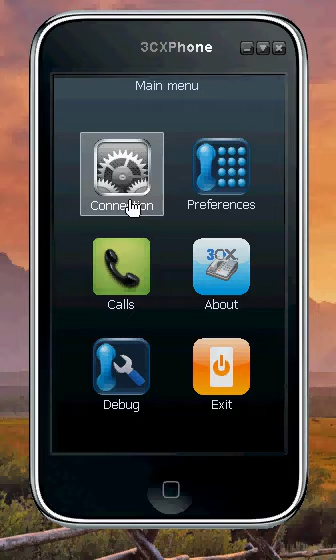 3CXPhone
Main menu
Connection
Preferences
3CX
Calls
About
Debug
Exit